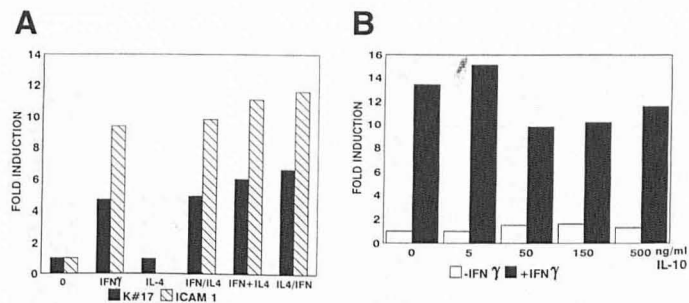 A
14
12
10
8
6
4
2
0
FOLD INDUCTION
0 IFNγ IL-4 IFN/IL4 IFN+IL4 IL4/IFN
K#17 ICAM 1
B
16
14
12
10
8
6
4
2
0
FOLD INDUCTION
0 5 50 150 500 ng/ml
IL-10
-IFN γ +IFN γ